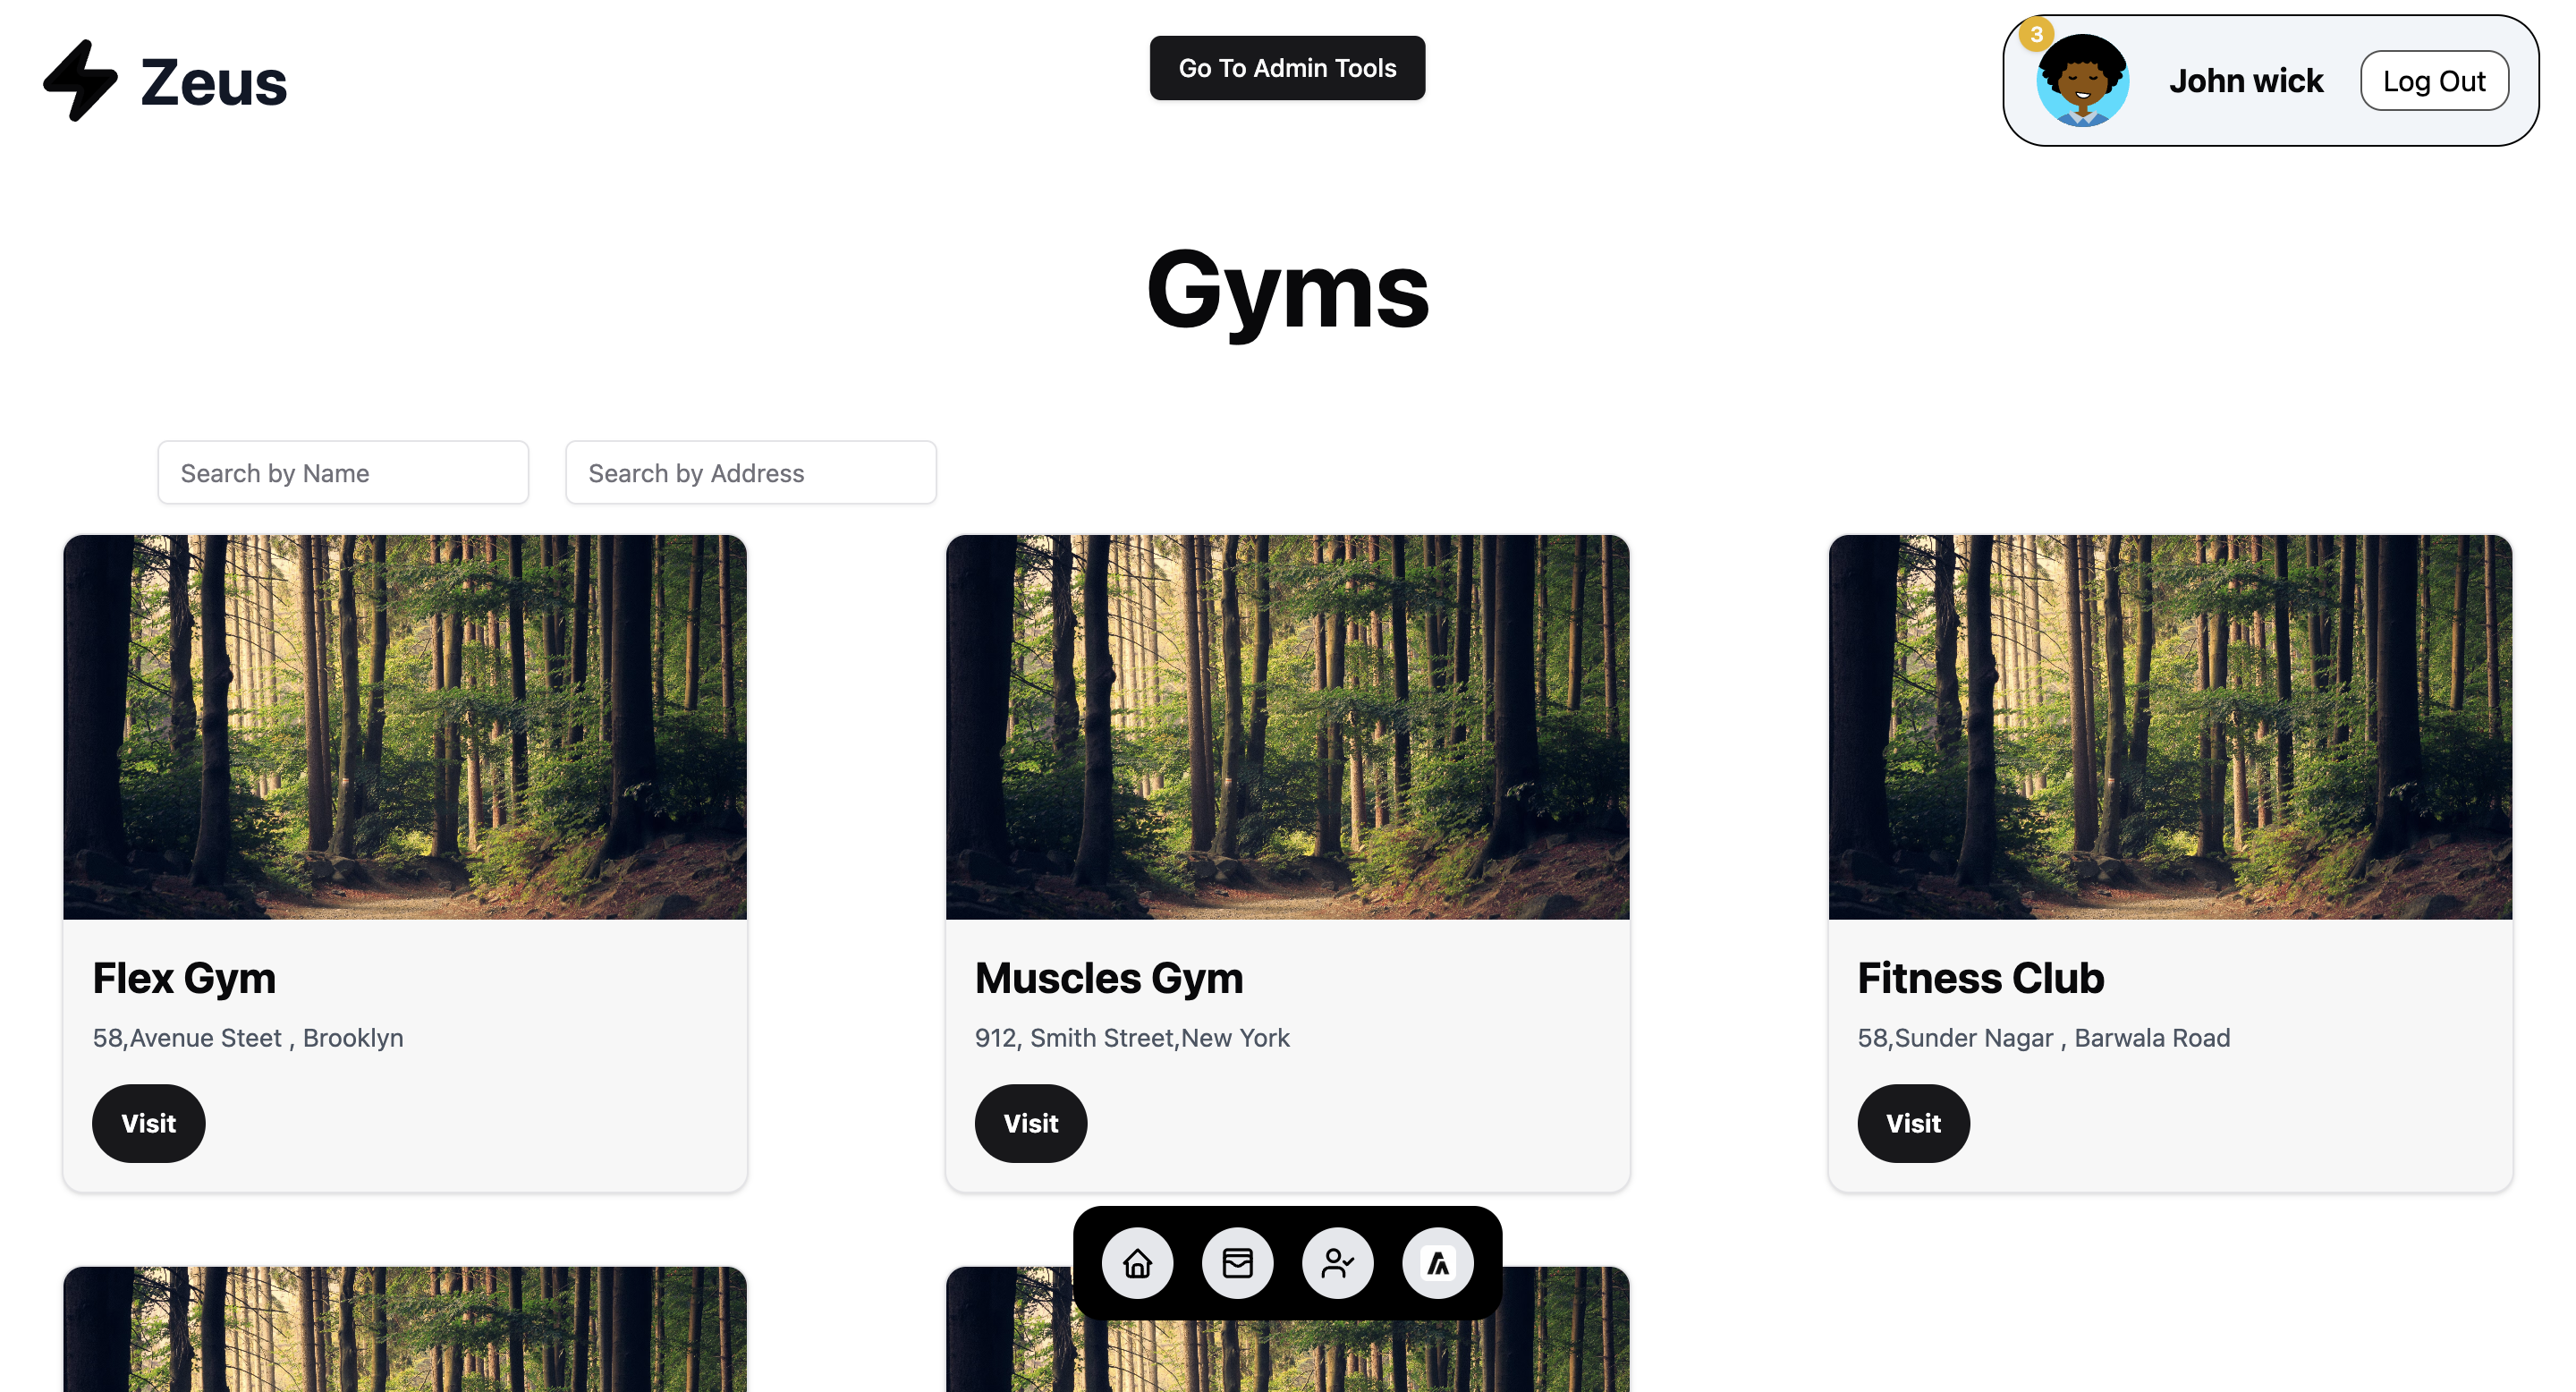 Zeus
Go To Admin Tools
3
John wick
Log Out
Gyms
Search by Name
Search by Address
Flex Gym
58,Avenue Steet , Brooklyn
Visit
Muscles Gym
912, Smith Street,New York
Visit
Fitness Club
58,Sunder Nagar , Barwala Road
Visit